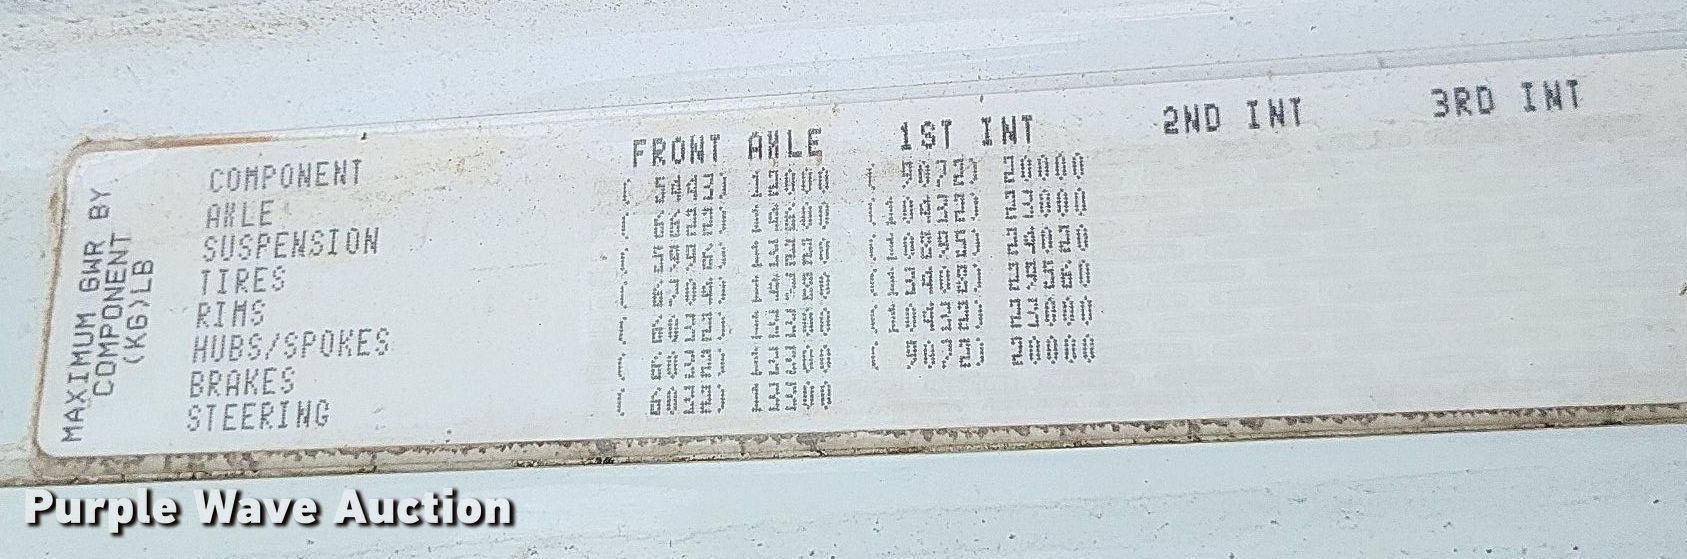 MAXIMUM GWR BY
COMPONENT
(KG)LB
COMPONENT FRONT AXLE 1ST INT 2ND INT 3RD INT
AXLE ( 5443) 12000 ( 9072) 20000
SUSPENSION ( 6622) 14600 (10432) 23000
TIRES ( 5996) 13220 (10895) 24020
RIMS ( 6704) 14780 (13408) 29560
HUBS/SPOKES ( 6032) 13300 (10432) 23000
BRAKES ( 6032) 13300 ( 9072) 20000
STEERING ( 6032) 13300
Purple Wave Auction